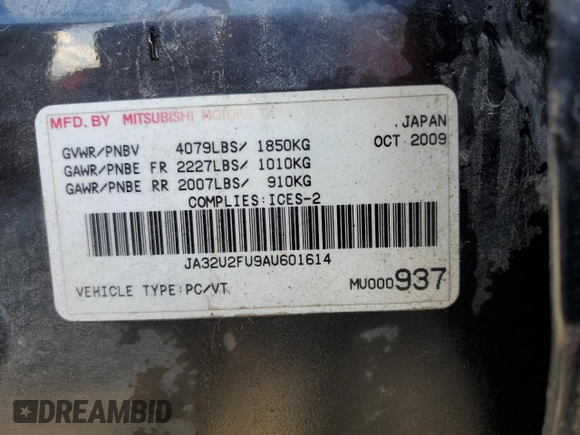 MFD. BY MITSUBISHI MOTORS
JAPAN
GVWR/PNBV 4079LBS/ 1850KG
OCT 2009
GAWR/PNBE FR 2227LBS/ 1010KG
GAWR/PNBE RR 2007LBS/ 910KG
COMPLIES:ICES-2
JA32U2FU9AU601614
VEHICLE TYPE:PC/VT
MU000937
DREAMBID